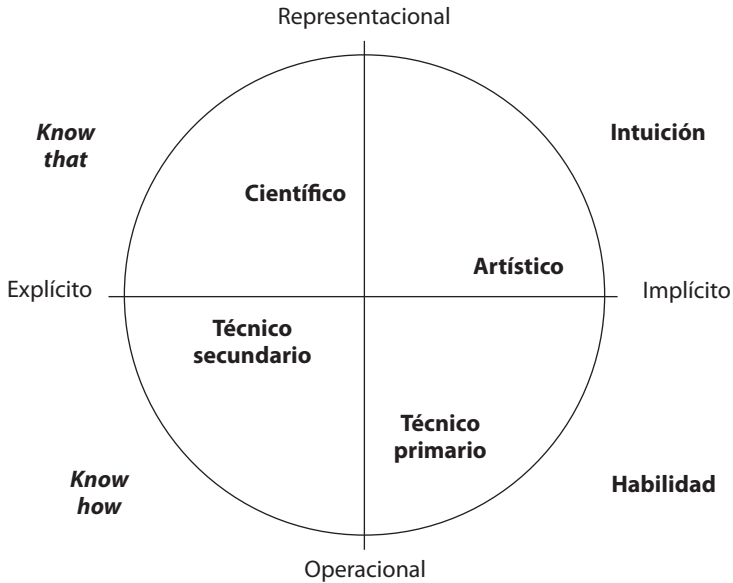 Representacional
Know
that
Intuición
Científico
Artístico
Explícito
Implícito
Técnico
secundario
Técnico
primario
Know
how
Habilidad
Operacional